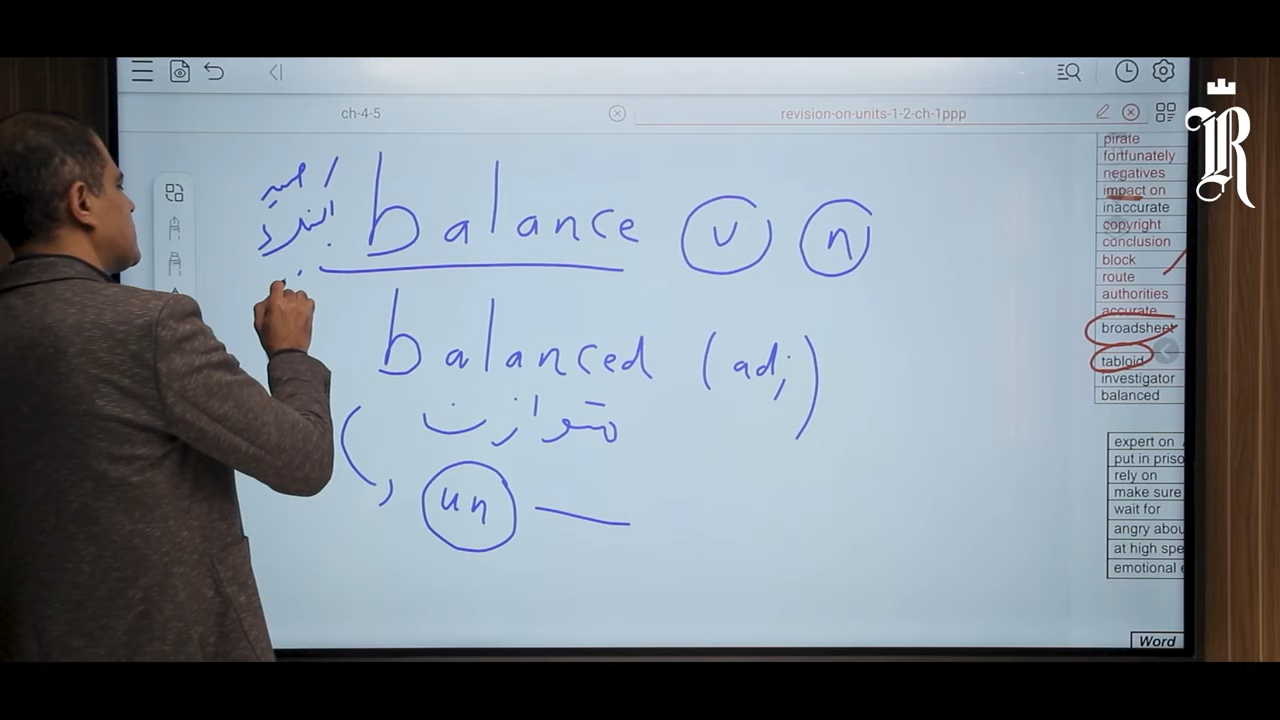 ch-4-5
revision-on-units-1-2-ch-1ppp
balance v n
balanced (adj;)
متوازن
un
pirate
fortunately
negatives
impact on
inaccurate
copyright
conclusion
block
route
authorities
accurate
broadsheet
tabloid
investigator
balanced
expert on
put in priso
rely on
make sure
wait for
angry abou
at high spe
emotional e
Word
R